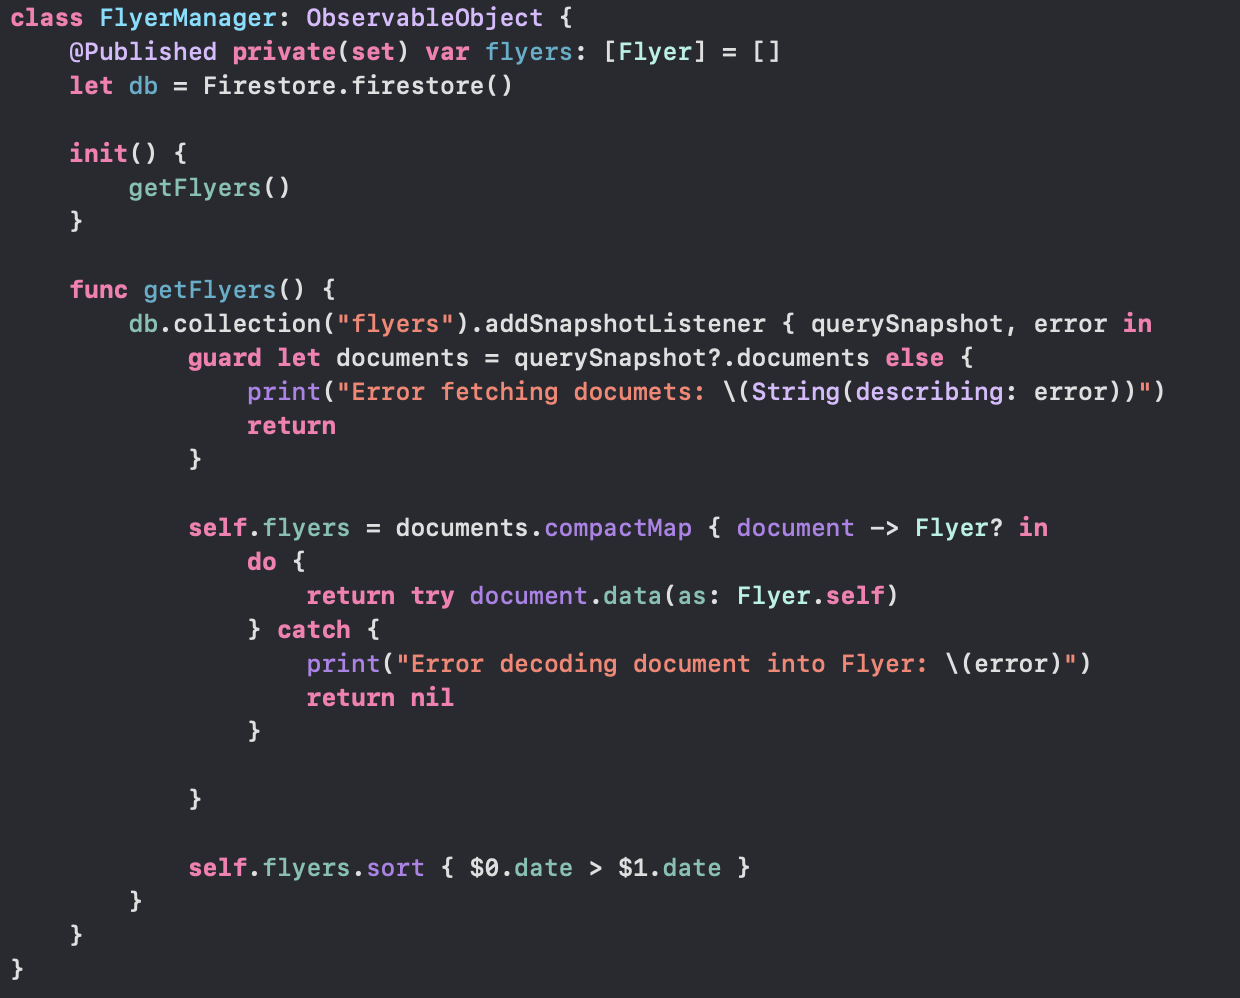 class FlyerManager: ObservableObject {
    @Published private(set) var flyers: [Flyer] = []
    let db = Firestore.firestore()

    init() {
        getFlyers()
    }

    func getFlyers() {
        db.collection("flyers").addSnapshotListener { querySnapshot, error in
            guard let documents = querySnapshot?.documents else {
                print("Error fetching documets: \(String(describing: error))")
                return
            }

            self.flyers = documents.compactMap { document -> Flyer? in
                do {
                    return try document.data(as: Flyer.self)
                } catch {
                    print("Error decoding document into Flyer: \(error)")
                    return nil
                }

            }

            self.flyers.sort { $0.date > $1.date }
        }
    }
}